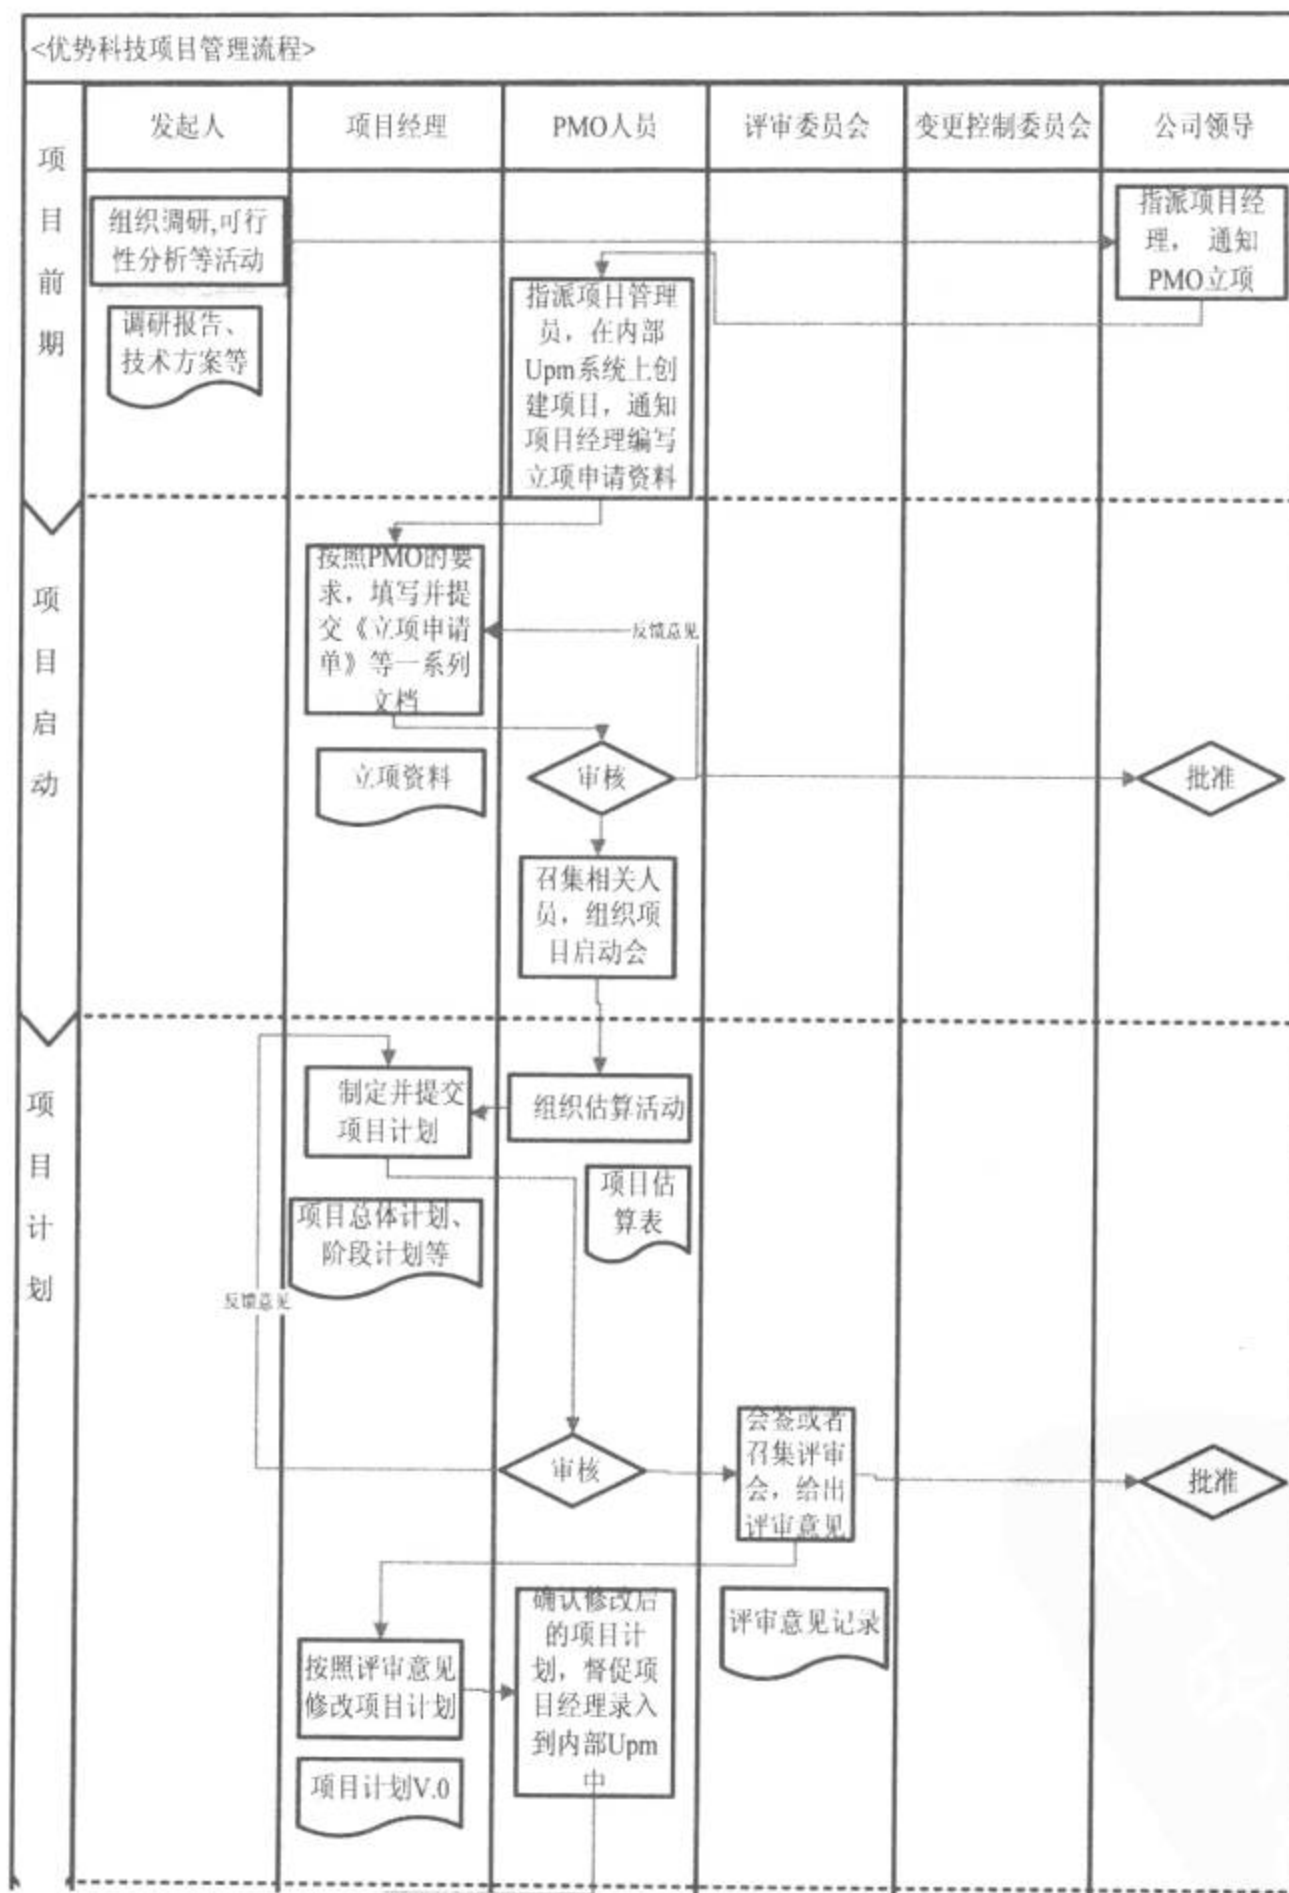 <优势科技项目管理流程>
发起人
项目经理
PMO人员
评审委员会
变更控制委员会
公司领导
项
目
前
期
组织调研,可行
性分析等活动
指派项目经
理， 通知
PMO立项
调研报告、
技术方案等
指派项目管理
员，在内部
Upm系统上创
建项目，通知
项目经理编写
立项申请资料
项
目
启
动
按照PMO的要
求，填写并提
交《立项申请
单》等一系列
文档
反馈意见
立项资料
审核
批准
召集相关人
员，组织项
目启动会
项
目
计
划
制定并提交
项目计划
组织估算活动
项目总体计划、
阶段计划等
项目估
算表
反馈意见
审核
会签或者
召集评审
会，给出
评审意见
批准
按照评审意见
修改项目计划
确认修改后
的项目计
划，督促项
目经理录入
到内部Upm
中
评审意见记录
项目计划V.0